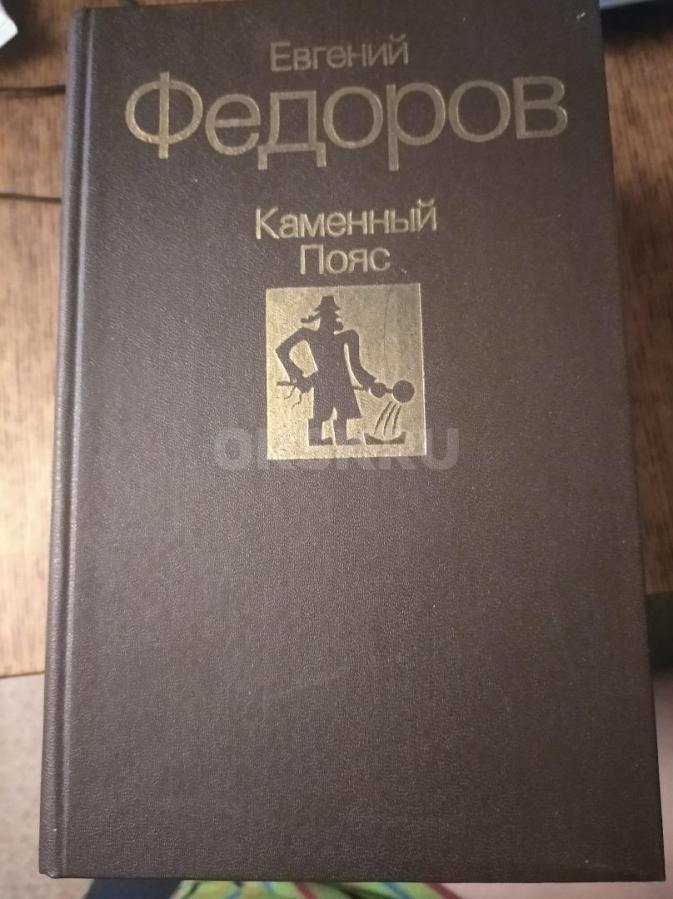 Евгений
Федоров
Каменный
Пояс